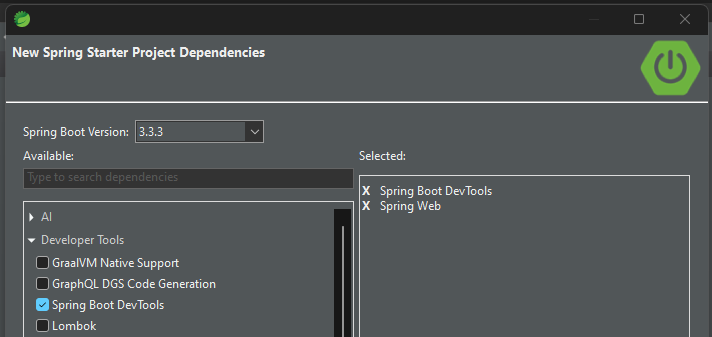 New Spring Starter Project Dependencies
Spring Boot Version: 3.3.3
Available:
Type to search dependencies
AI
Developer Tools
GraalVM Native Support
GraphQL DGS Code Generation
Spring Boot DevTools
Lombok
Selected:
X Spring Boot DevTools
X Spring Web